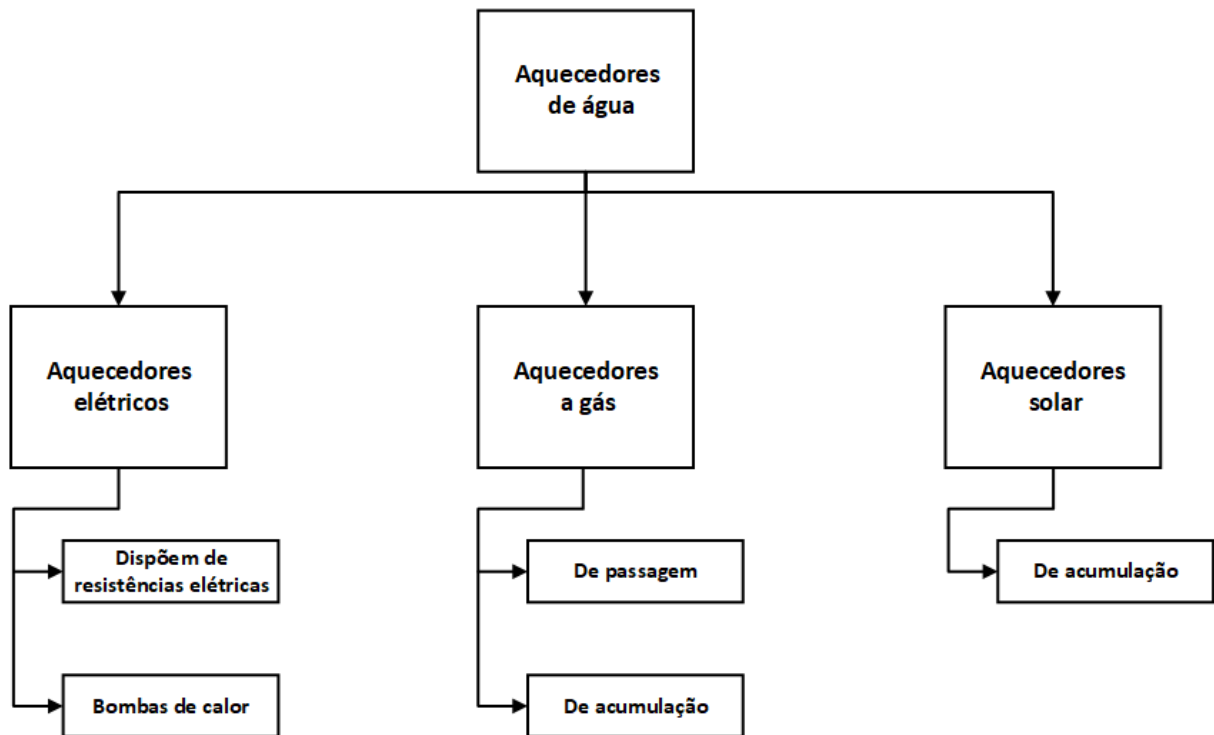 Aquecedores
de água
Aquecedores
elétricos
Aquecedores
a gás
Aquecedores
solar
Dispõem de
resistências elétricas
De passagem
De acumulação
Bombas de calor
De acumulação